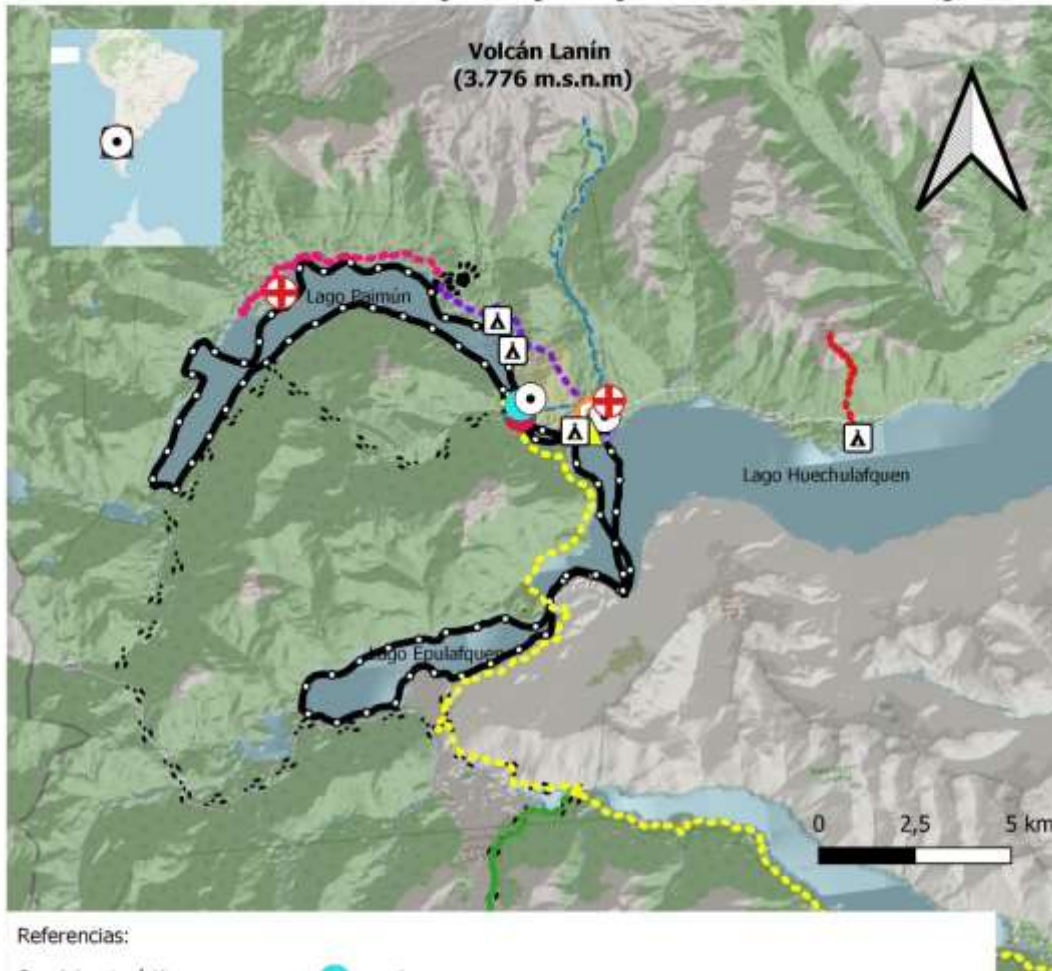 Volcán Lanín
(3.776 m.s.n.m)
Lago Paimún
Lago Huechulafquen
Lago Epulafquen
0 2,5 5 km
Referencias: